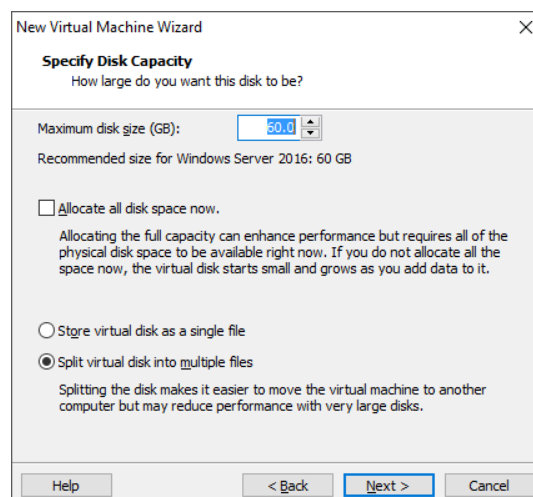 New Virtual Machine Wizard
Specify Disk Capacity
How large do you want this disk to be?
Maximum disk size (GB): 60.0
Recommended size for Windows Server 2016: 60 GB
Allocate all disk space now.
Allocating the full capacity can enhance performance but requires all of the
physical disk space to be available right now. If you do not allocate all the
space now, the virtual disk starts small and grows as you add data to it.
Store virtual disk as a single file
Split virtual disk into multiple files
Splitting the disk makes it easier to move the virtual machine to another
computer but may reduce performance with very large disks.
Help < Back Next > Cancel